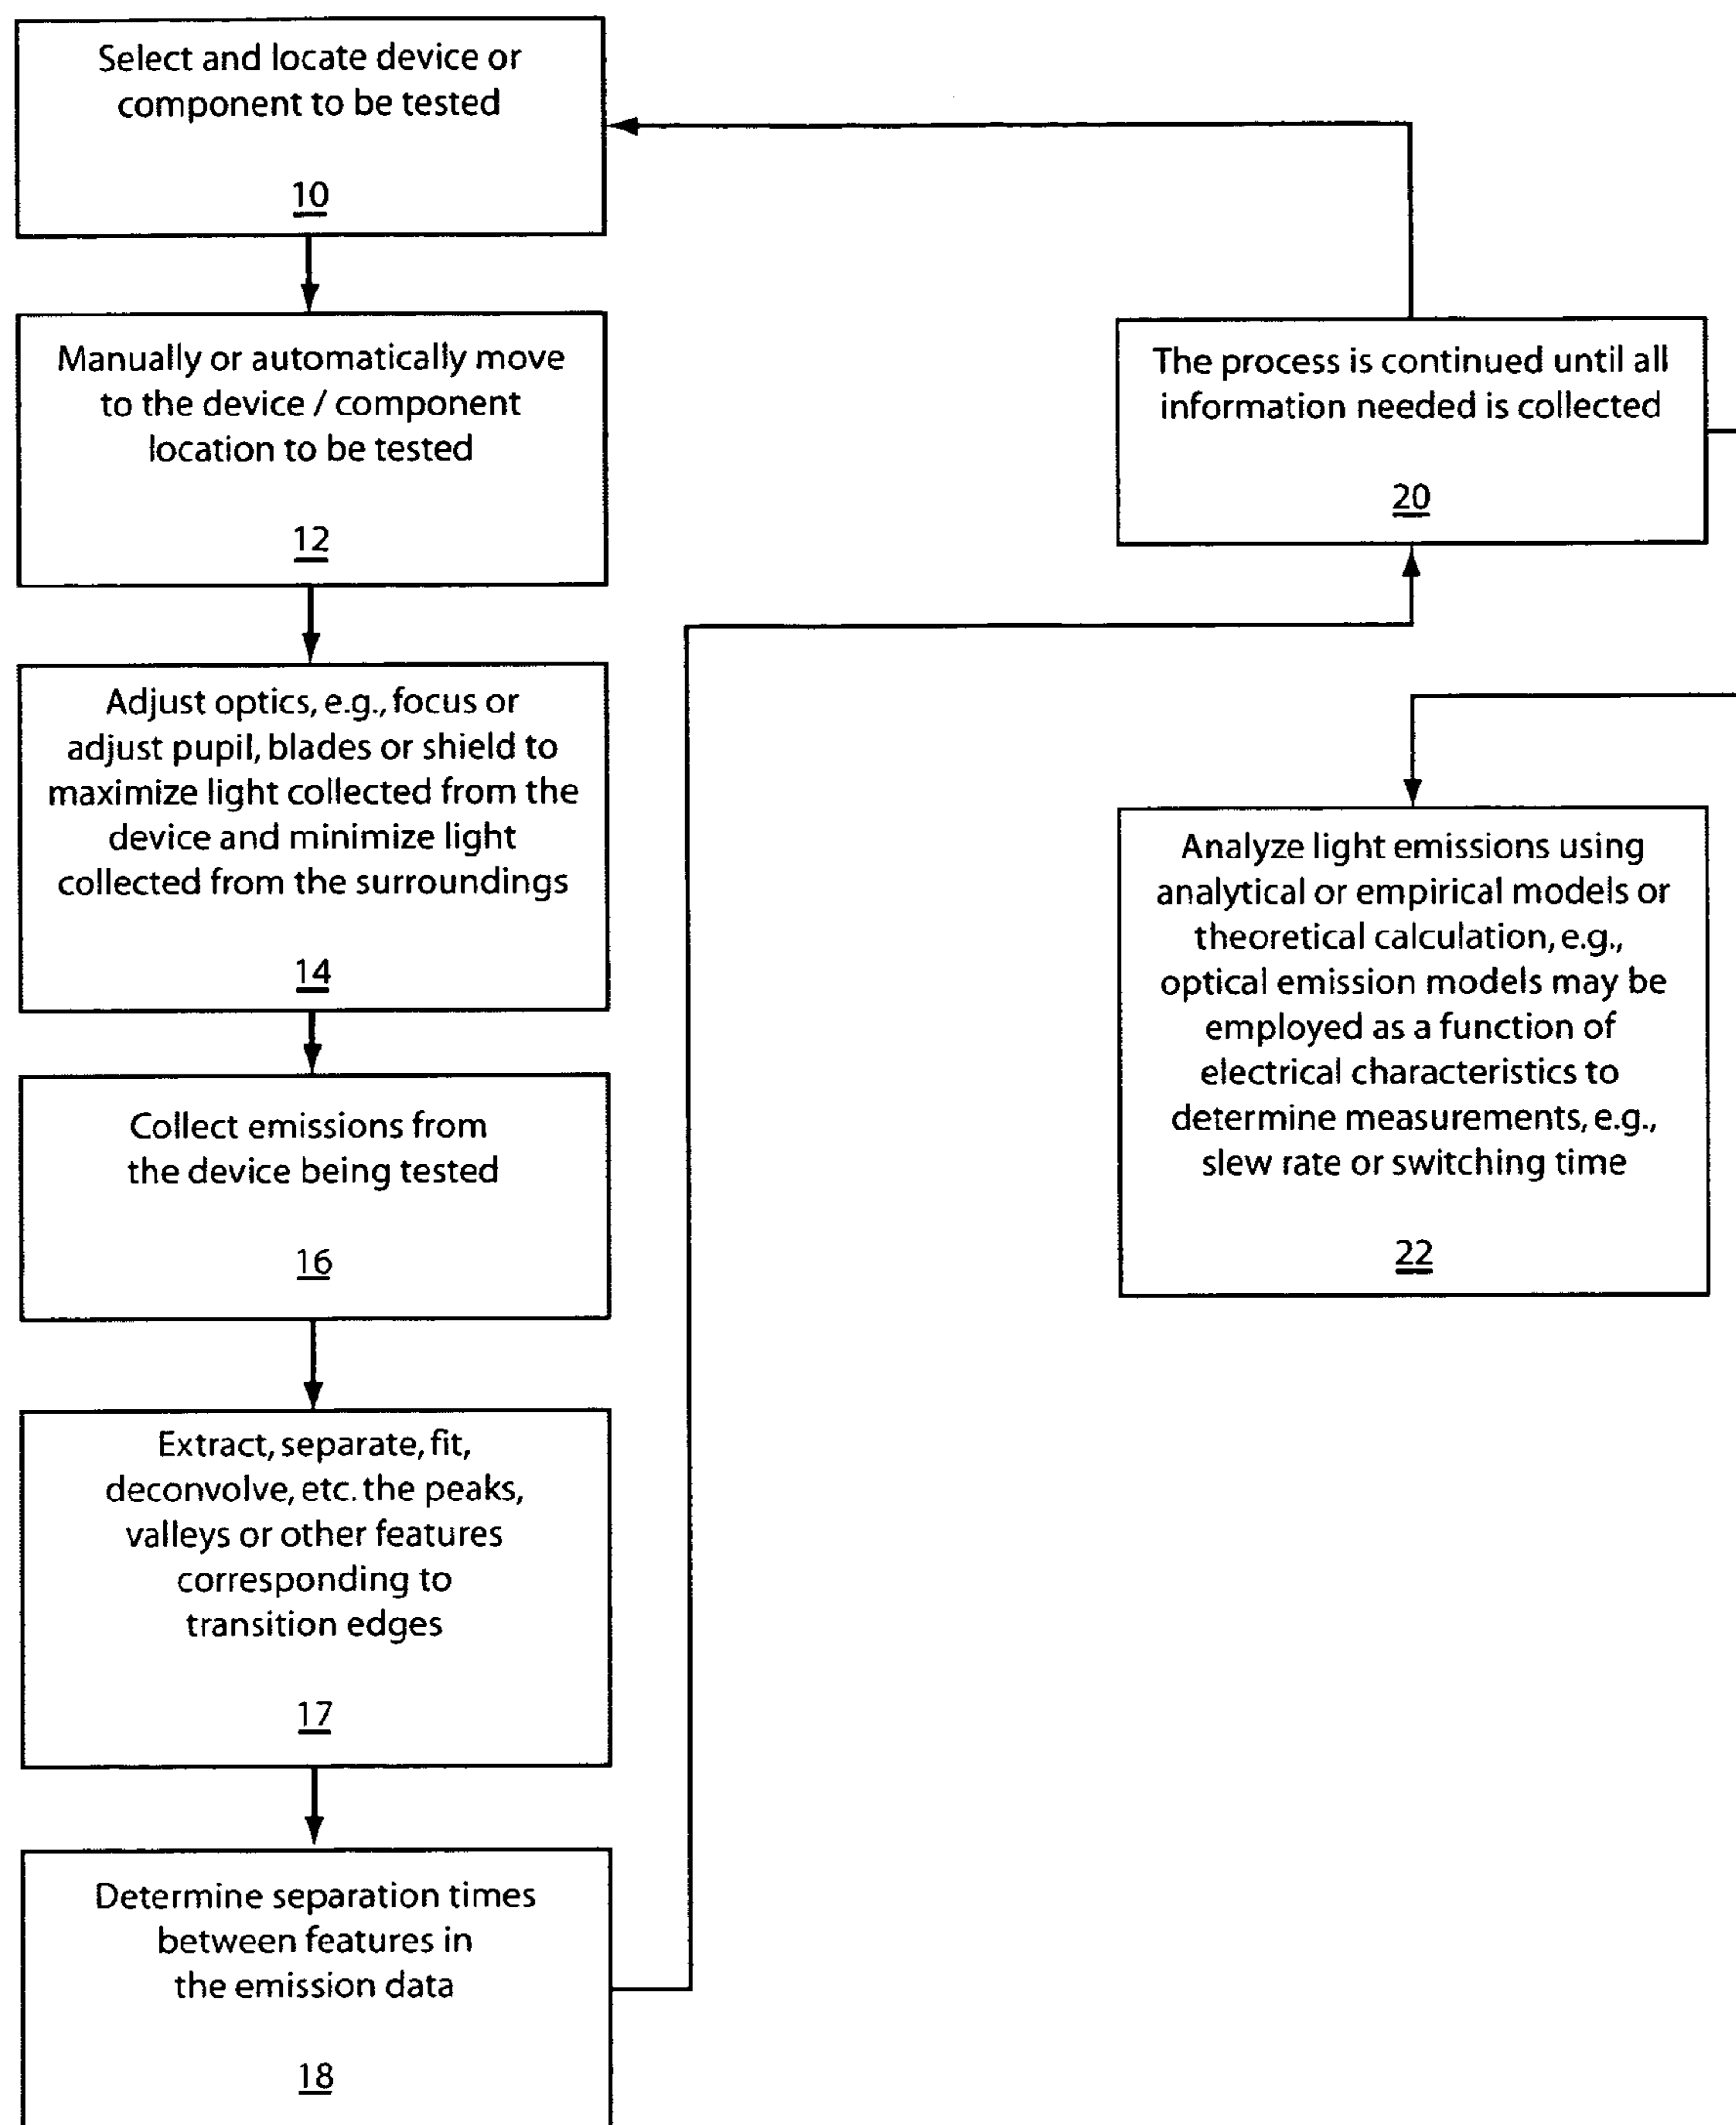 Select and locate device or
component to be tested
10
Manually or automatically move
to the device / component
location to be tested
12
Adjust optics, e.g., focus or
adjust pupil, blades or shield to
maximize light collected from the
device and minimize light
collected from the surroundings
14
Collect emissions from
the device being tested
16
Extract, separate, fit,
deconvolve, etc. the peaks,
valleys or other features
corresponding to
transition edges
17
Determine separation times
between features in
the emission data
18
The process is continued until all
information needed is collected
20
Analyze light emissions using
analytical or empirical models or
theoretical calculation, e.g.,
optical emission models may be
employed as a function of
electrical characteristics to
determine measurements, e.g.,
slew rate or switching time
22